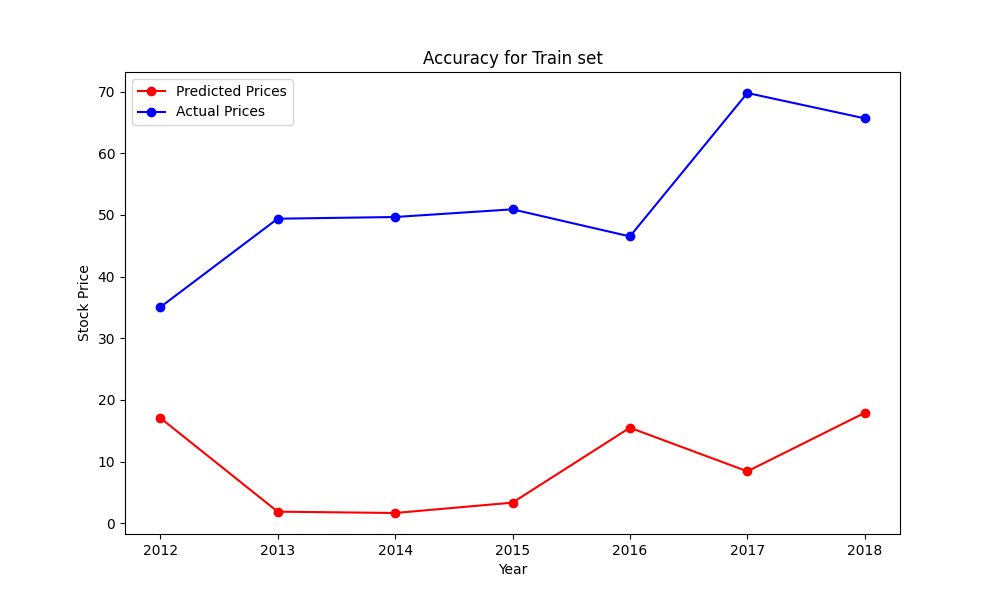 Accuracy for Train set
Predicted Prices
Actual Prices
70
60
50
40
30
20
10
0
Stock Price
2012 2013 2014 2015 2016 2017 2018
Year